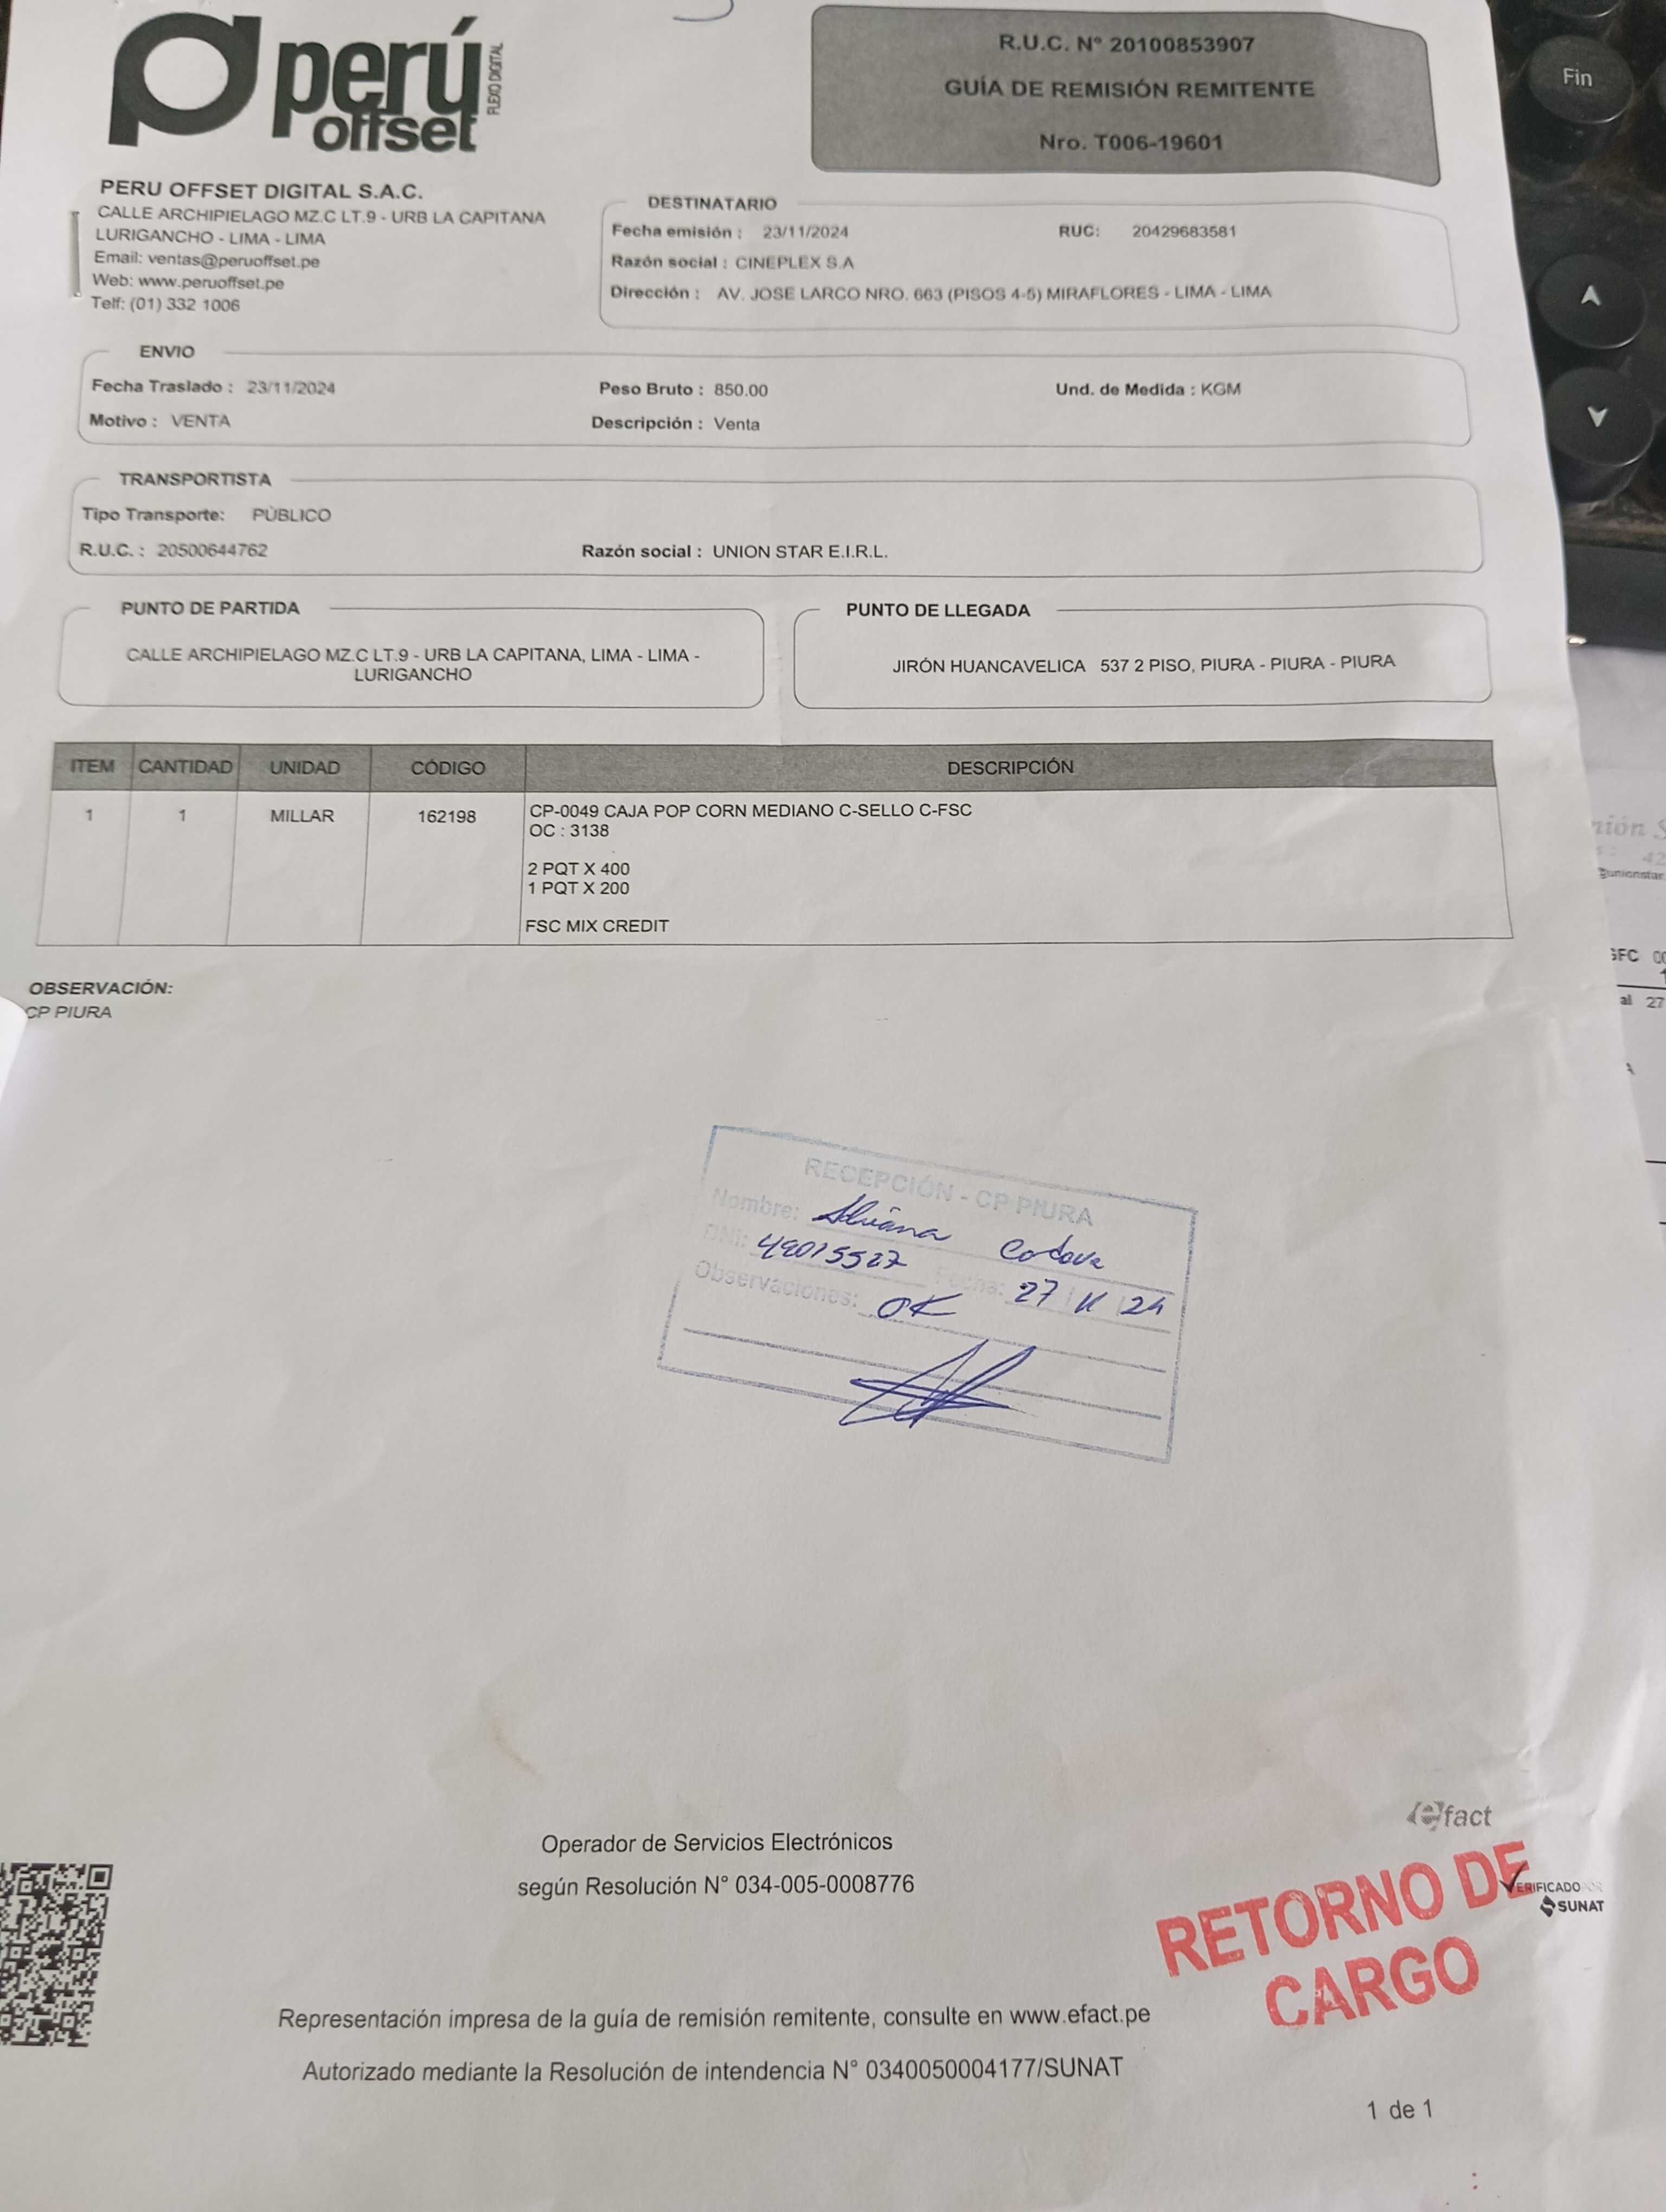 perú
offset
FLEXO DIGITAL
R.U.C. N° 20100853907
GUÍA DE REMISIÓN REMITENTE
Nro. T006-19601
PERU OFFSET DIGITAL S.A.C.
CALLE ARCHIPIELAGO MZ.C LT.9 - URB LA CAPITANA
LURIGANCHO - LIMA - LIMA
Email: ventas@peruoffset.pe
Web: www.peruoffset.pe
Telf: (01) 332 1006
DESTINATARIO
Fecha emisión : 23/11/2024 RUC: 20429683581
Razón social : CINEPLEX S.A
Dirección : AV. JOSE LARCO NRO. 663 (PISOS 4-5) MIRAFLORES - LIMA - LIMA
ENVIO
Fecha Traslado : 23/11/2024 Peso Bruto : 850.00 Und. de Medida : KGM
Motivo : VENTA Descripción : Venta
TRANSPORTISTA
Tipo Transporte: PÚBLICO
R.U.C. : 20500644762 Razón social : UNION STAR E.I.R.L.
PUNTO DE PARTIDA
CALLE ARCHIPIELAGO MZ.C LT.9 - URB LA CAPITANA, LIMA - LIMA -
LURIGANCHO
PUNTO DE LLEGADA
JIRÓN HUANCAVELICA 537 2 PISO, PIURA - PIURA - PIURA
ITEM CANTIDAD UNIDAD CÓDIGO DESCRIPCIÓN
1 1 MILLAR 162198 CP-0049 CAJA POP CORN MEDIANO C-SELLO C-FSC
OC : 3138
2 PQT X 400
1 PQT X 200
FSC MIX CREDIT
OBSERVACIÓN:
CP PIURA
RECEPCIÓN - CP PIURA
Nombre: Cordova
DNI: Fecha: 27 24
Observaciones: OK
efact
Operador de Servicios Electrónicos
según Resolución N° 034-005-0008776
RETORNO DE
CARGO
VERIFICADO POR
SUNAT
Representación impresa de la guía de remisión remitente, consulte en www.efact.pe
Autorizado mediante la Resolución de intendencia N° 0340050004177/SUNAT
1 de 1
Fin